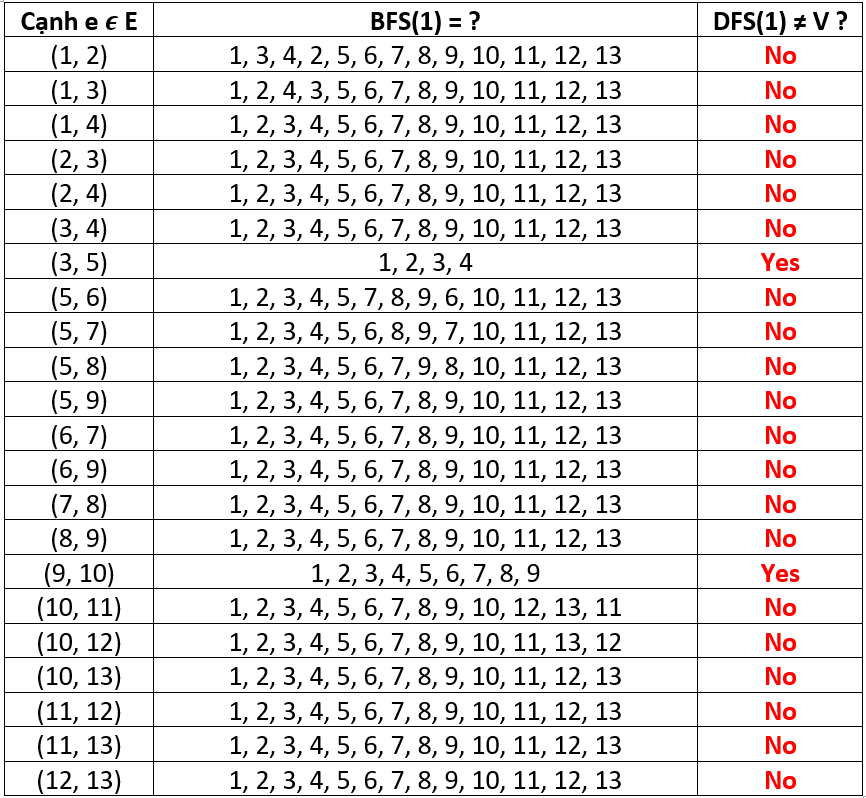 Cạnh e ϵ E BFS(1) = ? DFS(1) ≠ V ?
(1, 2) 1, 3, 4, 2, 5, 6, 7, 8, 9, 10, 11, 12, 13 No
(1, 3) 1, 2, 4, 3, 5, 6, 7, 8, 9, 10, 11, 12, 13 No
(1, 4) 1, 2, 3, 4, 5, 6, 7, 8, 9, 10, 11, 12, 13 No
(2, 3) 1, 2, 3, 4, 5, 6, 7, 8, 9, 10, 11, 12, 13 No
(2, 4) 1, 2, 3, 4, 5, 6, 7, 8, 9, 10, 11, 12, 13 No
(3, 4) 1, 2, 3, 4, 5, 6, 7, 8, 9, 10, 11, 12, 13 No
(3, 5) 1, 2, 3, 4 Yes
(5, 6) 1, 2, 3, 4, 5, 7, 8, 9, 6, 10, 11, 12, 13 No
(5, 7) 1, 2, 3, 4, 5, 6, 8, 9, 7, 10, 11, 12, 13 No
(5, 8) 1, 2, 3, 4, 5, 6, 7, 9, 8, 10, 11, 12, 13 No
(5, 9) 1, 2, 3, 4, 5, 6, 7, 8, 9, 10, 11, 12, 13 No
(6, 7) 1, 2, 3, 4, 5, 6, 7, 8, 9, 10, 11, 12, 13 No
(6, 9) 1, 2, 3, 4, 5, 6, 7, 8, 9, 10, 11, 12, 13 No
(7, 8) 1, 2, 3, 4, 5, 6, 7, 8, 9, 10, 11, 12, 13 No
(8, 9) 1, 2, 3, 4, 5, 6, 7, 8, 9, 10, 11, 12, 13 No
(9, 10) 1, 2, 3, 4, 5, 6, 7, 8, 9 Yes
(10, 11) 1, 2, 3, 4, 5, 6, 7, 8, 9, 10, 12, 13, 11 No
(10, 12) 1, 2, 3, 4, 5, 6, 7, 8, 9, 10, 11, 13, 12 No
(10, 13) 1, 2, 3, 4, 5, 6, 7, 8, 9, 10, 11, 12, 13 No
(11, 12) 1, 2, 3, 4, 5, 6, 7, 8, 9, 10, 11, 12, 13 No
(11, 13) 1, 2, 3, 4, 5, 6, 7, 8, 9, 10, 11, 12, 13 No
(12, 13) 1, 2, 3, 4, 5, 6, 7, 8, 9, 10, 11, 12, 13 No